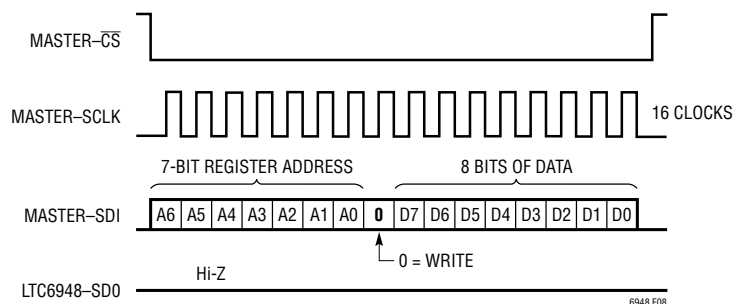 MASTER–CS
MASTER–SCLK
16 CLOCKS
7-BIT REGISTER ADDRESS 8 BITS OF DATA
MASTER–SDI A6 A5 A4 A3 A2 A1 A0 0 D7 D6 D5 D4 D3 D2 D1 D0
0 = WRITE
Hi-Z
LTC6948–SD0
6948 F08